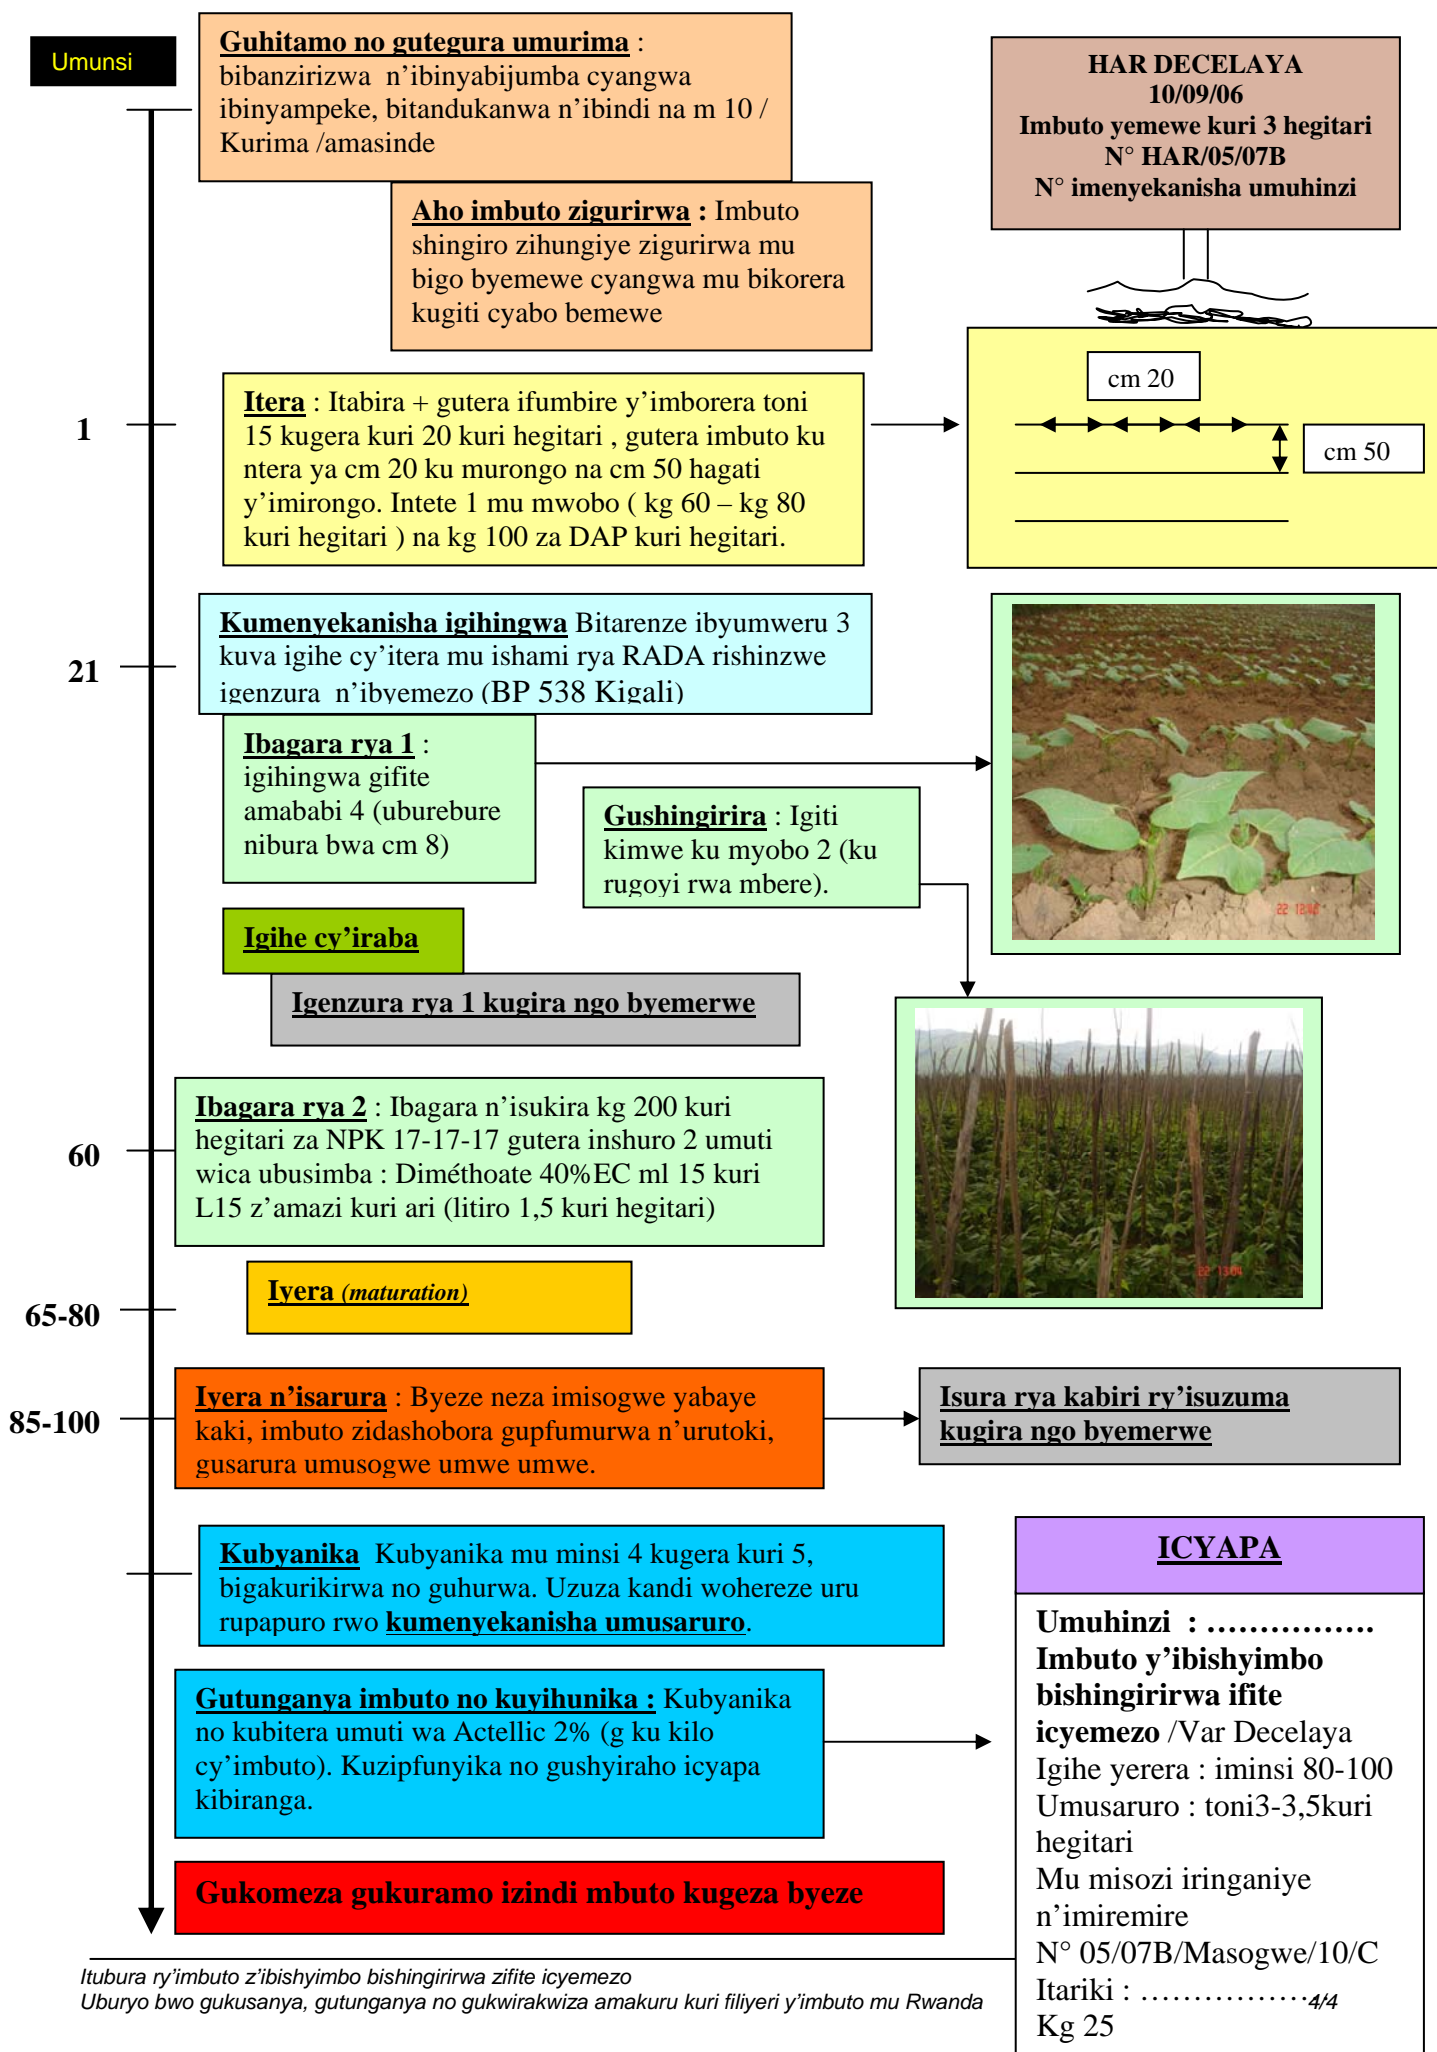 Umunsi
Guhitamo no gutegura umurima :
bibanzirizwa n’ibinyabijumba cyangwa
ibinyampeke, bitandukanwa n’ibindi na m 10 /
Kurima /amasinde
HAR DECELAYA
10/09/06
Imbuto yemewe kuri 3 hegitari
N° HAR/05/07B
N° imenyekanisha umuhinzi
Aho imbuto zigurirwa : Imbuto
shingiro zihungiye zigurirwa mu
bigo byemewe cyangwa mu bikorera
kugiti cyabo bemewe
1
Itera : Itabira + gutera ifumbire y’imborera toni
15 kugera kuri 20 kuri hegitari , gutera imbuto ku
ntera ya cm 20 ku murongo na cm 50 hagati
y’imirongo. Intete 1 mu mwobo ( kg 60 – kg 80
kuri hegitari ) na kg 100 za DAP kuri hegitari.
cm 20
cm 50
21
Kumenyekanisha igihingwa Bitarenze ibyumweru 3
kuva igihe cy’itera mu ishami rya RADA rishinzwe
igenzura n’ibyemezo (BP 538 Kigali)
Ibagara rya 1 :
igihingwa gifite
amababi 4 (uburebure
nibura bwa cm 8)
Gushingirira : Igiti
kimwe ku myobo 2 (ku
rugoyi rwa mbere).
Igihe cy’iraba
Igenzura rya 1 kugira ngo byemerwe
60
Ibagara rya 2 : Ibagara n’isukira kg 200 kuri
hegitari za NPK 17-17-17 gutera inshuro 2 umuti
wica ubusimba : Diméthoate 40%EC ml 15 kuri
L15 z’amazi kuri ari (litiro 1,5 kuri hegitari)
22 13:04
65-80
Iyera (maturation)
85-100
Iyera n’isarura : Byeze neza imisogwe yabaye
kaki, imbuto zidashobora gupfumurwa n’urutoki,
gusarura umusogwe umwe umwe.
Isura rya kabiri ry’isuzuma
kugira ngo byemerwe
Kubyanika Kubyanika mu minsi 4 kugera kuri 5,
bigakurikirwa no guhurwa. Uzuza kandi wohereze uru
rupapuro rwo kumenyekanisha umusaruro.
Gutunganya imbuto no kuyihunika : Kubyanika
no kubitera umuti wa Actellic 2% (g ku kilo
cy’imbuto). Kuzipfunyika no gushyiraho icyapa
kibiranga.
Gukomeza gukuramo izindi mbuto kugeza byeze
ICYAPA
Umuhinzi : …………….
Imbuto y’ibishyimbo
bishingirirwa ifite
icyemezo /Var Decelaya
Igihe yerera : iminsi 80-100
Umusaruro : toni3-3,5kuri
hegitari
Mu misozi iringaniye
n’imiremire
N° 05/07B/Masogwe/10/C
Itariki : ……………..
Kg 25
Itubura ry’imbuto z’ibishyimbo bishingirirwa zifite icyemezo
Uburyo bwo gukusanya, gutunganya no gukwirakwiza amakuru kuri filiyeri y’imbuto mu Rwanda
4/4